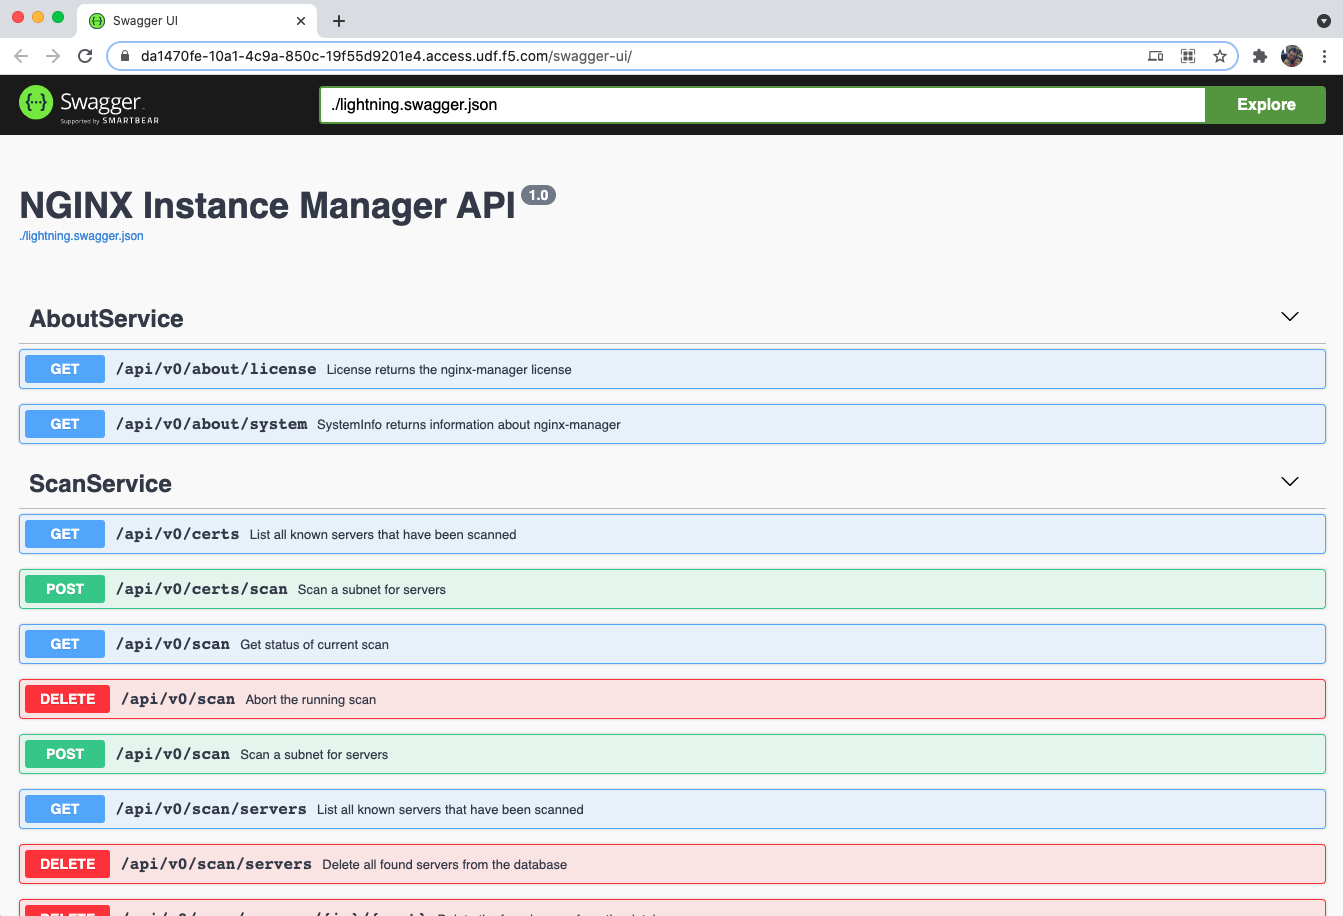 Swagger UI
da1470fe-10a1-4c9a-850c-19f55d9201e4.access.udf.f5.com/swagger-ui/
Swagger
Supported by SMARTBEAR
./lightning.swagger.json
Explore
NGINX Instance Manager API 1.0
./lightning.swagger.json
AboutService
GET /api/v0/about/license License returns the nginx-manager license
GET /api/v0/about/system SystemInfo returns information about nginx-manager
ScanService
GET /api/v0/certs List all known servers that have been scanned
POST /api/v0/certs/scan Scan a subnet for servers
GET /api/v0/scan Get status of current scan
DELETE /api/v0/scan Abort the running scan
POST /api/v0/scan Scan a subnet for servers
GET /api/v0/scan/servers List all known servers that have been scanned
DELETE /api/v0/scan/servers Delete all found servers from the database
DELETE